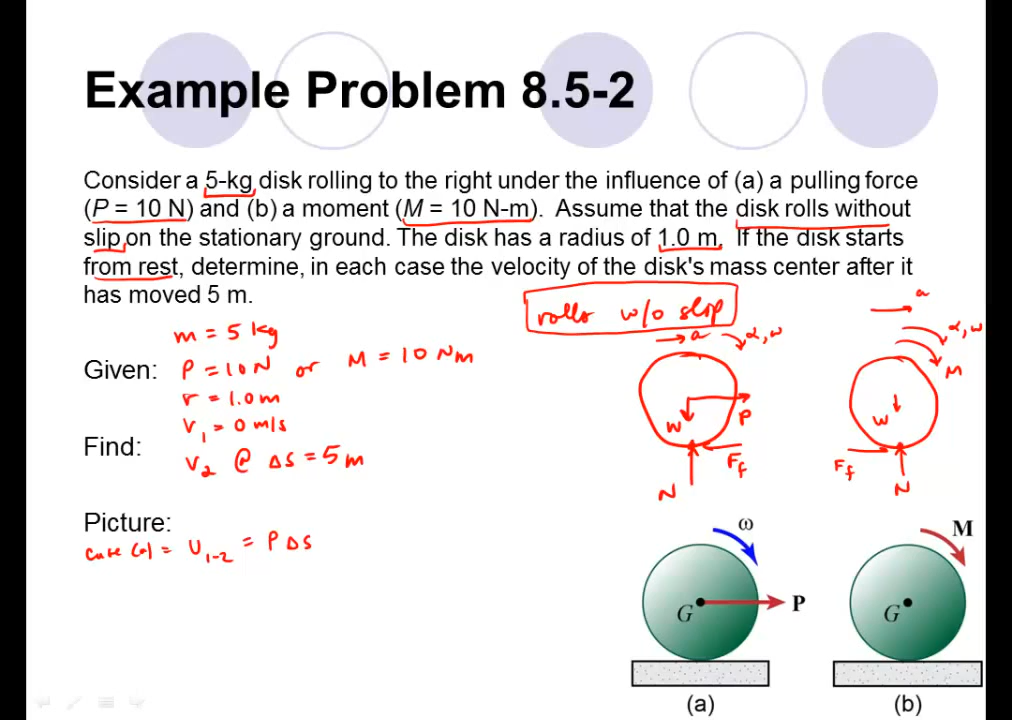 Example Problem 8.5-2
Consider a 5-kg disk rolling to the right under the influence of (a) a pulling force
(P = 10 N) and (b) a moment (M = 10 N-m). Assume that the disk rolls without
slip on the stationary ground. The disk has a radius of 1.0 m. If the disk starts
from rest, determine, in each case the velocity of the disk's mass center after it
has moved 5 m.
rolls w/o slip
m = 5 kg
Given: P = 10 N or M = 10 Nm
r = 1.0 m
v₁ = 0 m/s
Find:
v₂ @ Δs = 5 m
Picture:
case (a) = U₁₋₂ = P Δs
a α, ω
W P
F_f
N
a
α, ω
M
W
F_f
N
ω
G P
(a)
M
G
(b)